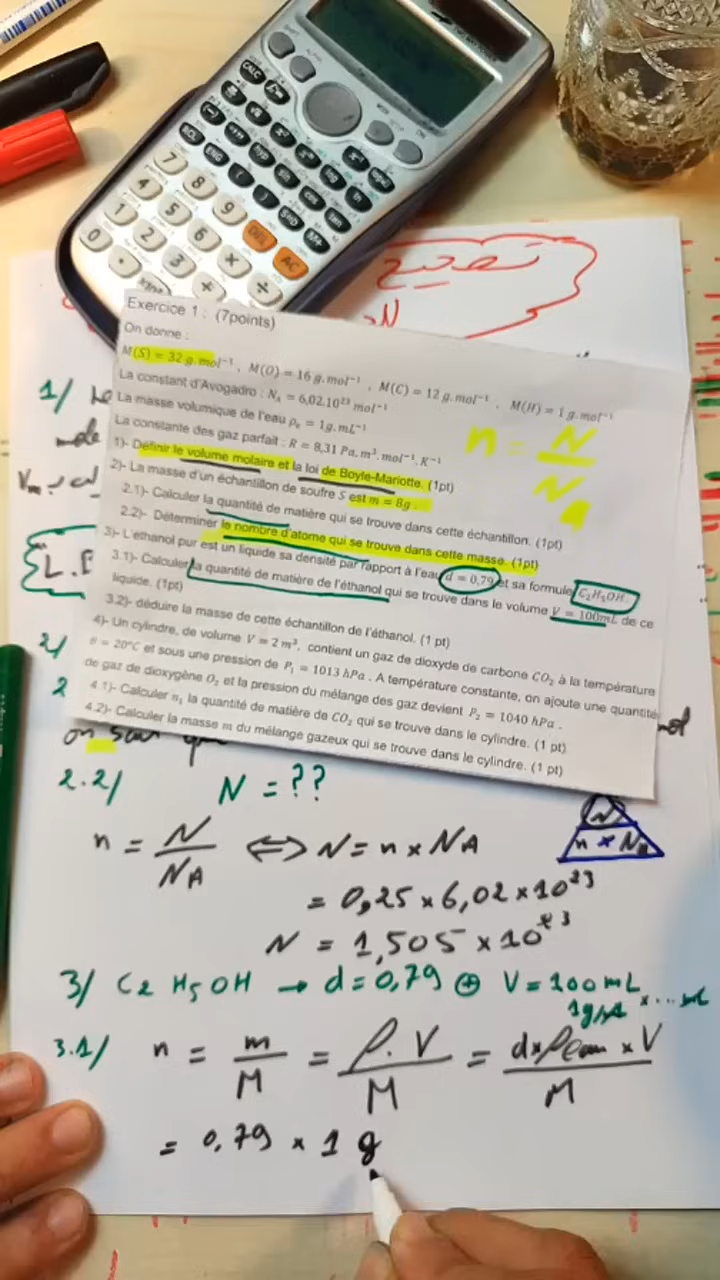 تصحيح
Exercice 1 : (7points)
On donne :
M(S) = 32 g.mol⁻¹ , M(O) = 16 g.mol⁻¹ , M(C) = 12 g.mol⁻¹ , M(H) = 1 g.mol⁻¹
La constant d'Avogadro : N_A = 6,02.10²³ mol⁻¹
La masse volumique de l'eau ρₑ = 1g.mL⁻¹
La constante des gaz parfait : R = 8,31 Pa.m³.mol⁻¹.K⁻¹
n = N/Na
1)- Définir le volume molaire et la loi de Boyle-Mariotte. (1pt)
2)- La masse d'un échantillon de soufre S est m = 8g .
2.1)- Calculer la quantité de matière qui se trouve dans cette échantillon. (1pt)
2.2)- Déterminer le nombre d'atome qui se trouve dans cette masse. (1pt)
3)- L'éthanol pur est un liquide sa densité par rapport à l'eau d = 0,79 et sa formule C₂H₅OH.
3.1)- Calculer la quantité de matière de l'éthanol qui se trouve dans le volume V = 100mL de ce
liquide. (1pt)
3.2)- déduire la masse de cette échantillon de l'éthanol. (1 pt)
4)- Un cylindre, de volume V = 2 m³, contient un gaz de dioxyde de carbone CO₂ à la température
θ = 20°C et sous une pression de P₁ = 1013 hPa . A température constante, on ajoute une quantité
de gaz de dioxygène O₂ et la pression du mélange des gaz devient P₂ = 1040 hPa .
4.1)- Calculer n₁ la quantité de matière de CO₂ qui se trouve dans le cylindre. (1 pt)
4.2)- Calculer la masse m du mélange gazeux qui se trouve dans le cylindre. (1 pt)
1/
Vm
L.B
2/
2
on sait que
2.2/ N = ??
n = N/NA ⇔ N = n × NA
N
n × Na
= 0,25 × 6,02 × 10²³
N = 1,505 × 10²³
3/ C2 H5 OH → d = 0,79 ⊕ V = 100 mL
3.1/ n = m/M = ρ.V/M = d×ρeau × V/M
= 0,79 × 1 g